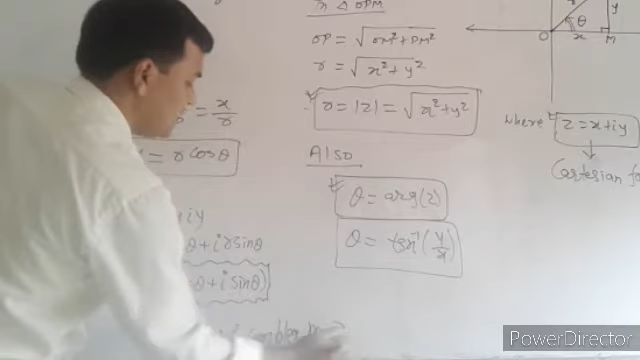 = x/r
= r cosθ
iy
θ + i r sinθ
= θ + i sinθ)
In △ OPM
OP = √OM² + PM²
r = √x² + y²
r = |z| = √x² + y²
Also
θ = arg(z)
θ = tan⁻¹(y/x)
y
θ
O
x
M
where z = x + iy
Cartesian fo
PowerDirector